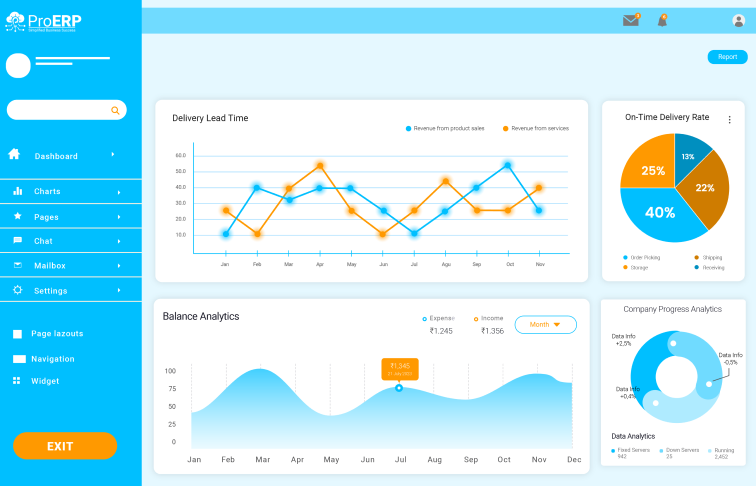 ProERP
Simplified Business Success
Dashboard
Charts
Pages
Chat
Mailbox
Settings
Page lazouts
Navigation
Widget
EXIT
Report
Delivery Lead Time
Revenue from product sales
Revenue from services
60.0
50.0
40.0
30.0
20.0
10.0
Jan Feb Mar Apr May Jun Jul Agu Sep Oct Nov
On-Time Delivery Rate
13%
25%
22%
40%
Order Picking
Shipping
Storage
Receiving
Balance Analytics
Expense
Income
₹1.245
₹1.356
Month
₹1,345
100
75
50
25
0
Jan Feb Mar Apr May Jun Jul Aug Sep Oct Nov Dec
Company Progress Analytics
Data Info
+2,5%
Data Info
-0,5%
Data Info
+0,4%
Data Analytics
Fixed Servers
942
Down Servers
25
Running
2,452